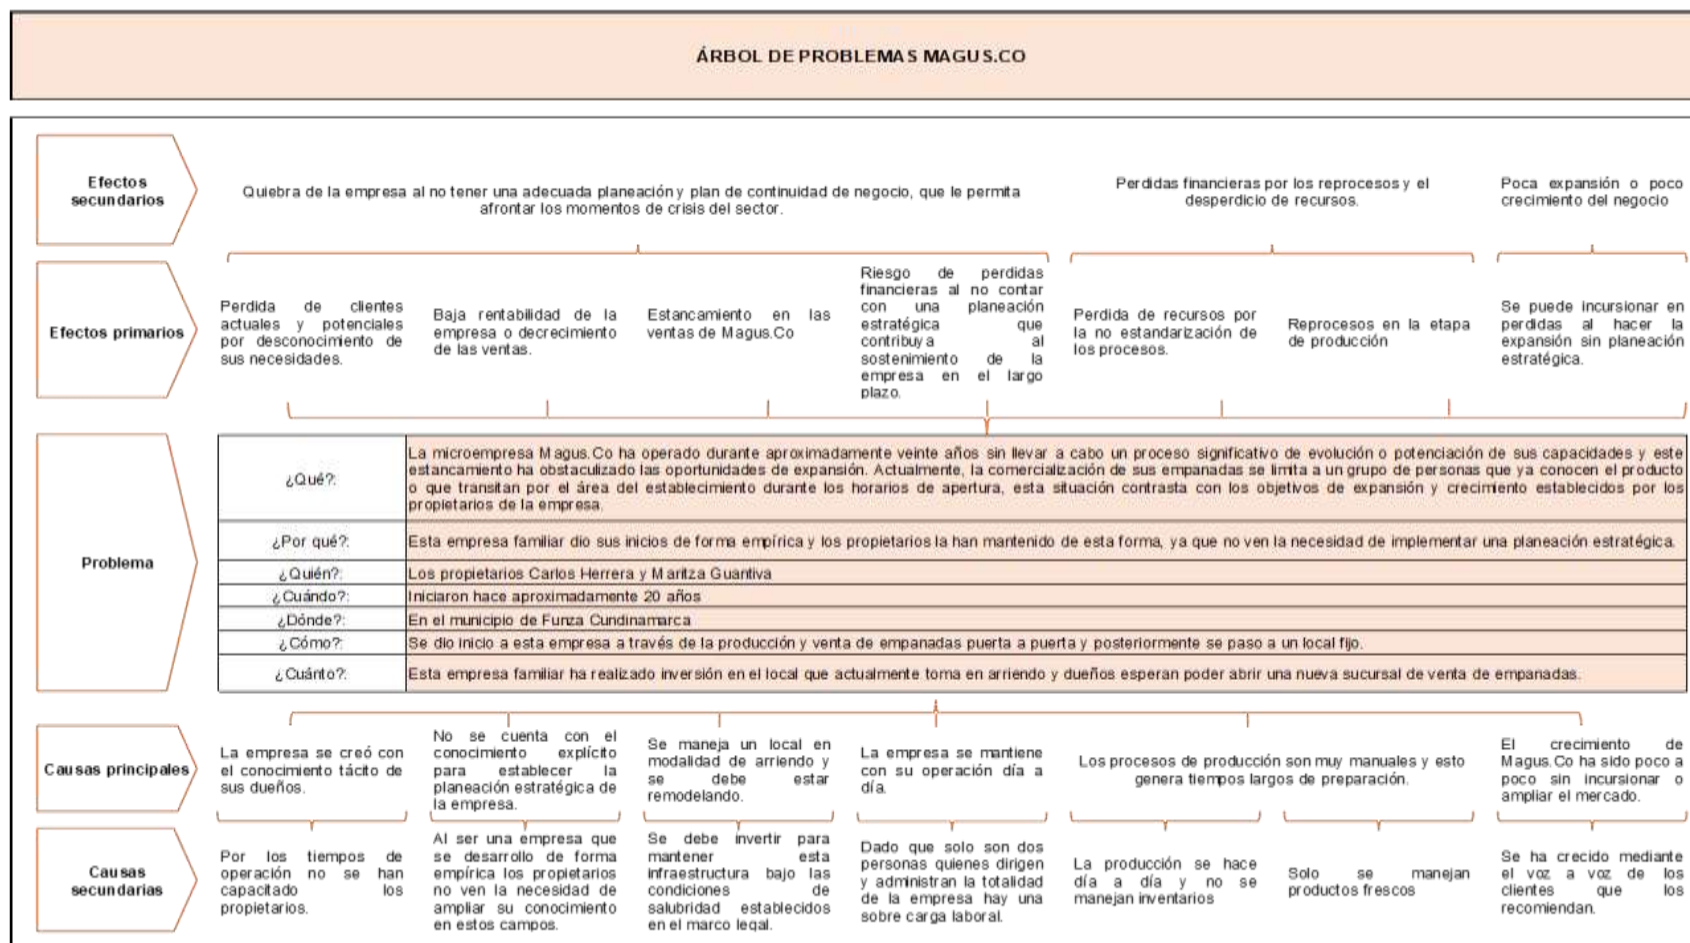 ÁRBOL DE PROBLEMAS MAGUS.CO
Efectos
secundarios
Quiebra de la empresa al no tener una adecuada planeación y plan de continuidad de negocio, que le permita
afrontar los momentos de crisis del sector.
Perdidas financieras por los reprocesos y el
desperdicio de recursos.
Poca expansión o poco
crecimiento del negocio
Efectos primarios
Perdida de clientes
actuales y potenciales
por desconocimiento de
sus necesidades.
Baja rentabilidad de la
empresa o decrecimiento
de las ventas.
Estancamiento en las
ventas de Magus.Co
Riesgo de perdidas
financieras al no contar
con una planeación
estratégica que
contribuya al
sostenimiento de la
empresa en el largo
plazo.
Perdida de recursos por
la no estandarización de
los procesos.
Reprocesos en la etapa
de producción
Se puede incursionar en
perdidas al hacer la
expansión sin planeación
estratégica.
Problema
¿Qué?:
La microempresa Magus.Co ha operado durante aproximadamente veinte años sin llevar a cabo un proceso significativo de evolución o potenciación de sus capacidades y este
estancamiento ha obstaculizado las oportunidades de expansión. Actualmente, la comercialización de sus empanadas se limita a un grupo de personas que ya conocen el producto
o que transitan por el área del establecimiento durante los horarios de apertura, esta situación contrasta con los objetivos de expansión y crecimiento establecidos por los
propietarios de la empresa.
¿Por qué?:
Esta empresa familiar dio sus inicios de forma empírica y los propietarios la han mantenido de esta forma, ya que no ven la necesidad de implementar una planeación estratégica.
¿Quién?:
Los propietarios Carlos Herrera y Maritza Guantiva
¿Cuándo?:
Iniciaron hace aproximadamente 20 años
¿Dónde?:
En el municipio de Funza Cundinamarca
¿Cómo?:
Se dio inicio a esta empresa a través de la producción y venta de empanadas puerta a puerta y posteriormente se paso a un local fijo.
¿Cuánto?:
Esta empresa familiar ha realizado inversión en el local que actualmente toma en arriendo y dueños esperan poder abrir una nueva sucursal de venta de empanadas.
Causas principales
La empresa se creó con
el conocimiento tácito de
sus dueños.
No se cuenta con el
conocimiento explícito
para establecer la
planeación estratégica de
la empresa.
Se maneja un local en
modalidad de arriendo y
se debe estar
remodelando.
La empresa se mantiene
con su operación día a
día.
Los procesos de producción son muy manuales y esto
genera tiempos largos de preparación.
El crecimiento de
Magus.Co ha sido poco a
poco sin incursionar o
ampliar el mercado.
Causas
secundarias
Por los tiempos de
operación no se han
capacitado los
propietarios.
Al ser una empresa que
se desarrollo de forma
empírica los propietarios
no ven la necesidad de
ampliar su conocimiento
en estos campos.
Se debe invertir para
mantener esta
infraestructura bajo las
condiciones de
salubridad establecidos
en el marco legal.
Dado que solo son dos
personas quienes dirigen
y administran la totalidad
de la empresa hay una
sobre carga laboral.
La producción se hace
día a día y no se
manejan inventarios
Solo se manejan
productos frescos
Se ha crecido mediante
el voz a voz de los
clientes que los
recomiendan.